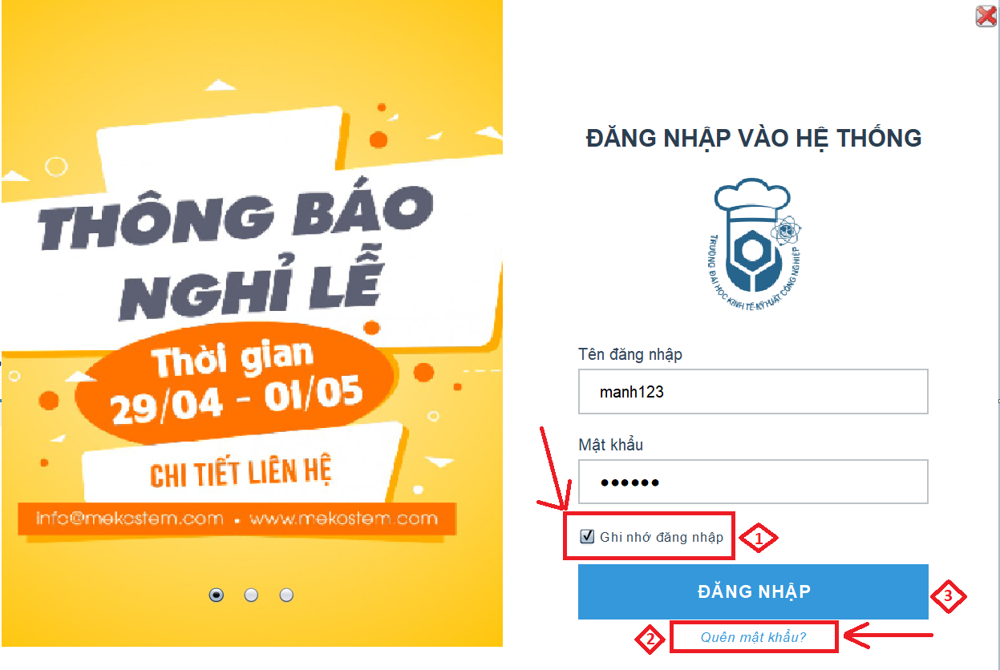 THÔNG BÁO
NGHỈ LỄ
Thời gian
29/04 - 01/05
CHI TIẾT LIÊN HỆ
info@mekostem.com • www.mekostem.com
ĐĂNG NHẬP VÀO HỆ THỐNG
TRƯỜNG ĐẠI HỌC KINH TẾ-KỸ THUẬT CÔNG NGHIỆP
Tên đăng nhập
manh123
Mật khẩu
••••••
Ghi nhớ đăng nhập
1
ĐĂNG NHẬP
3
2
Quên mật khẩu?